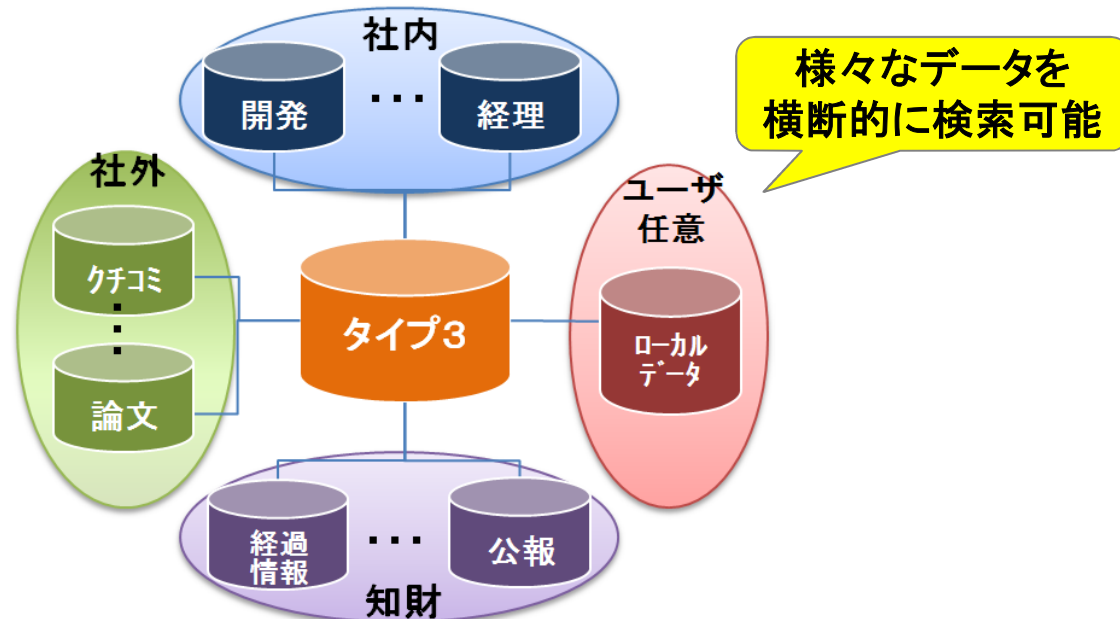 社内
開発
・・・
経理
様々なデータを
横断的に検索可能
社外
クチコミ
・・・
論文
タイプ3
ユーザ
任意
ローカル
データ
経過
情報
・・・
公報
知財